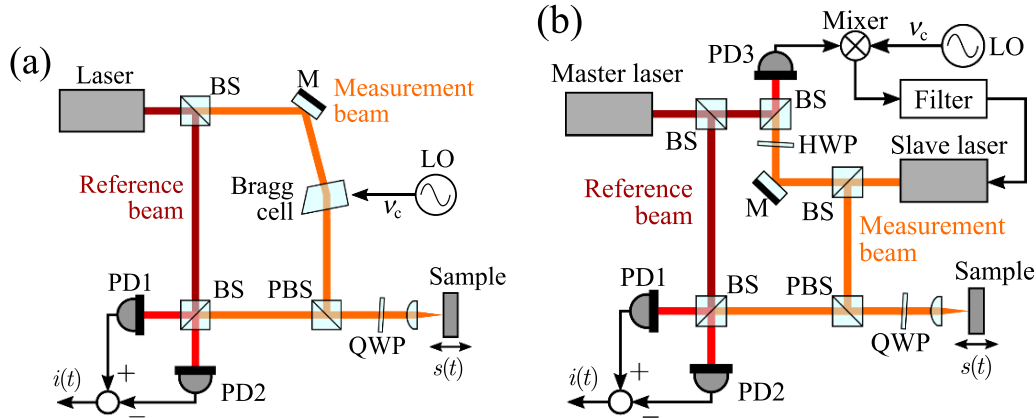 (a)
Laser
BS
M
Measurement
beam
LO
Reference
beam
Bragg
cell
νc
PD1
BS
PBS
Sample
QWP
s(t)
i(t)
+
PD2
−
(b)
Mixer
νc
LO
PD3
Master laser
BS
Filter
BS
HWP
Slave laser
Reference
beam
M
BS
Measurement
beam
PD1
BS
PBS
Sample
QWP
s(t)
i(t)
+
PD2
−